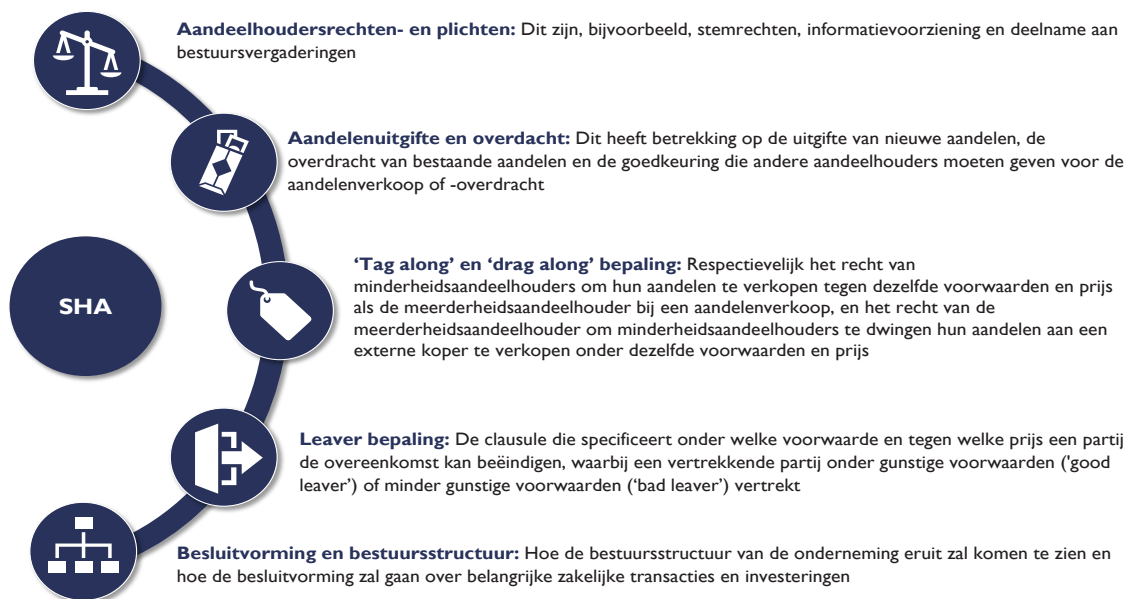 Aandeelhoudersrechten- en plichten: Dit zijn, bijvoorbeeld, stemrechten, informatievoorziening en deelname aan
bestuursvergaderingen
Aandelenuitgifte en overdacht: Dit heeft betrekking op de uitgifte van nieuwe aandelen, de
overdracht van bestaande aandelen en de goedkeuring die andere aandeelhouders moeten geven voor de
aandelenverkoop of -overdracht
SHA
‘Tag along’ en ‘drag along’ bepaling: Respectievelijk het recht van
minderheidsaandeelhouders om hun aandelen te verkopen tegen dezelfde voorwaarden en prijs
als de meerderheidsaandeelhouder bij een aandelenverkoop, en het recht van de
meerderheidsaandeelhouder om minderheidsaandeelhouders te dwingen hun aandelen aan een
externe koper te verkopen onder dezelfde voorwaarden en prijs
Leaver bepaling: De clausule die specificeert onder welke voorwaarde en tegen welke prijs een partij
de overeenkomst kan beëindigen, waarbij een vertrekkende partij onder gunstige voorwaarden ('good
leaver’) of minder gunstige voorwaarden (‘bad leaver’) vertrekt
Besluitvorming en bestuursstructuur: Hoe de bestuursstructuur van de onderneming eruit zal komen te zien en
hoe de besluitvorming zal gaan over belangrijke zakelijke transacties en investeringen